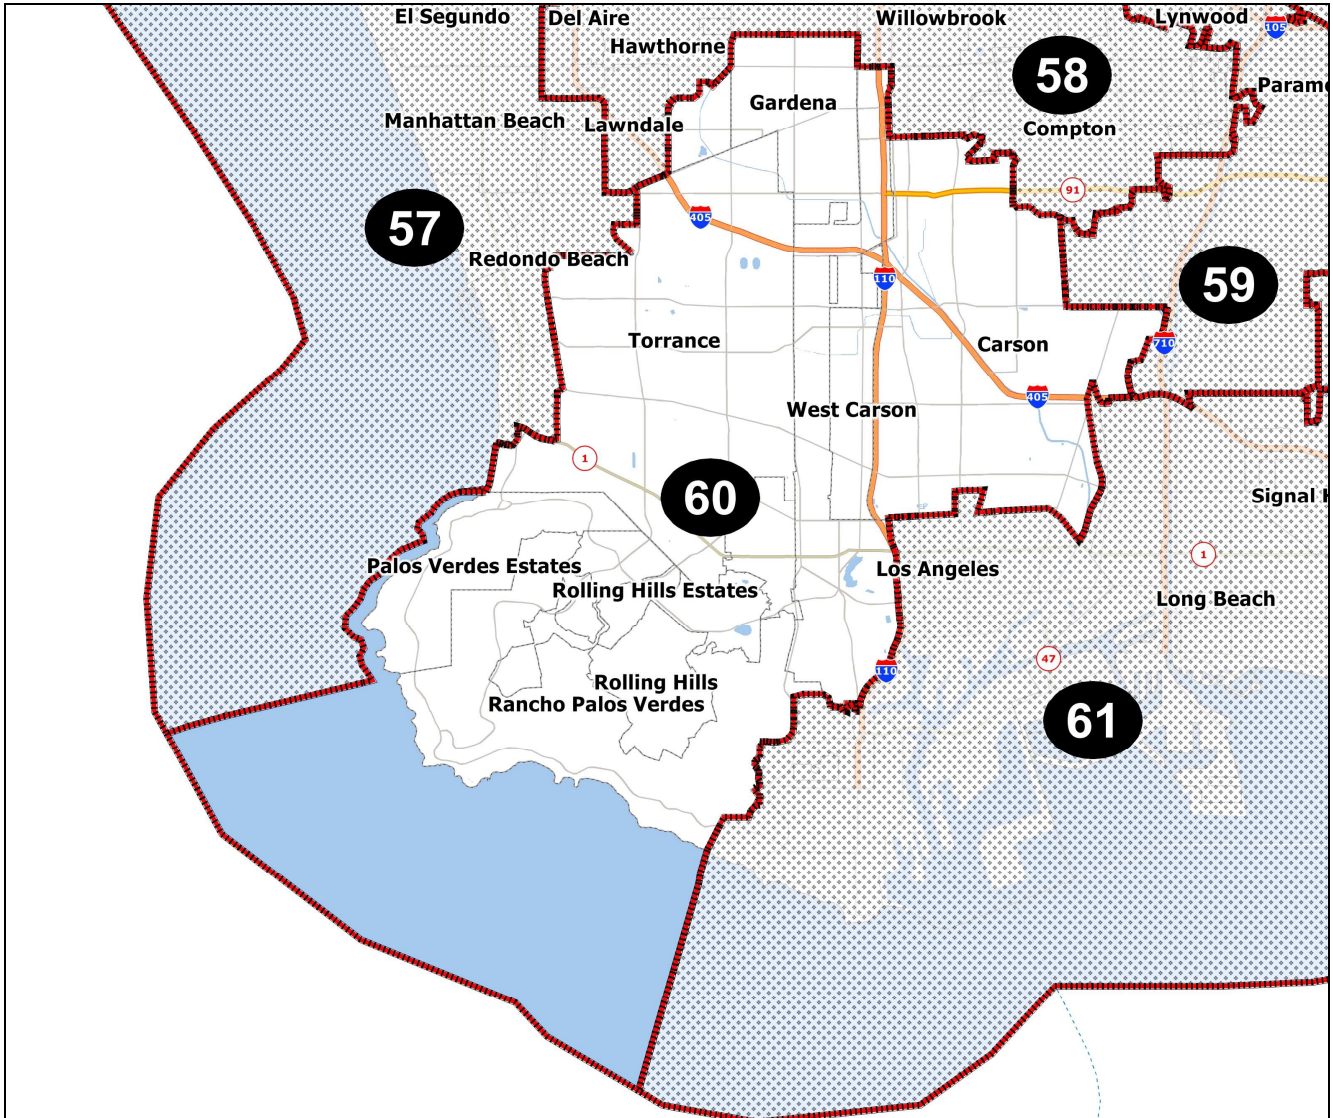 El Segundo
Del Aire
Willowbrook
Lynwood
105
Hawthorne
58
Param
Gardena
Manhattan Beach
Lawndale
Compton
91
57
405
Redondo Beach
110
59
Torrance
Carson
710
405
West Carson
1
60
Signal H
1
Palos Verdes Estates
Los Angeles
Rolling Hills Estates
Long Beach
47
110
Rolling Hills
Rancho Palos Verdes
61